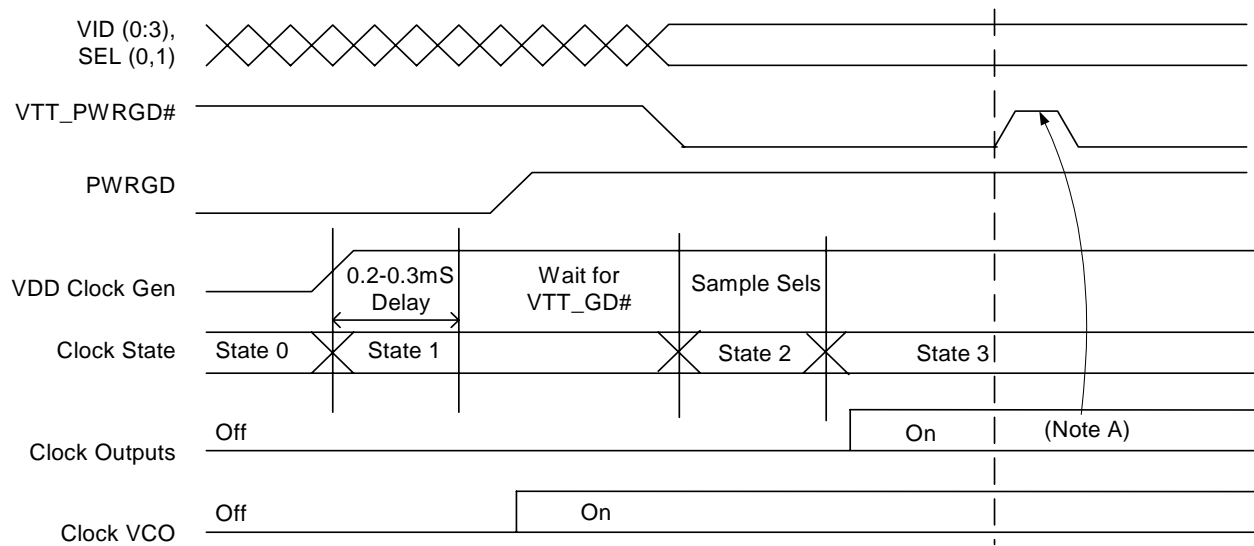 VID (0:3),
SEL (0,1)
VTT_PWRGD#
PWRGD
VDD Clock Gen
0.2-0.3mS
Delay
Wait for
VTT_GD#
Sample Sels
Clock State
State 0
State 1
State 2
State 3
Clock Outputs
Off
On
(Note A)
Clock VCO
Off
On